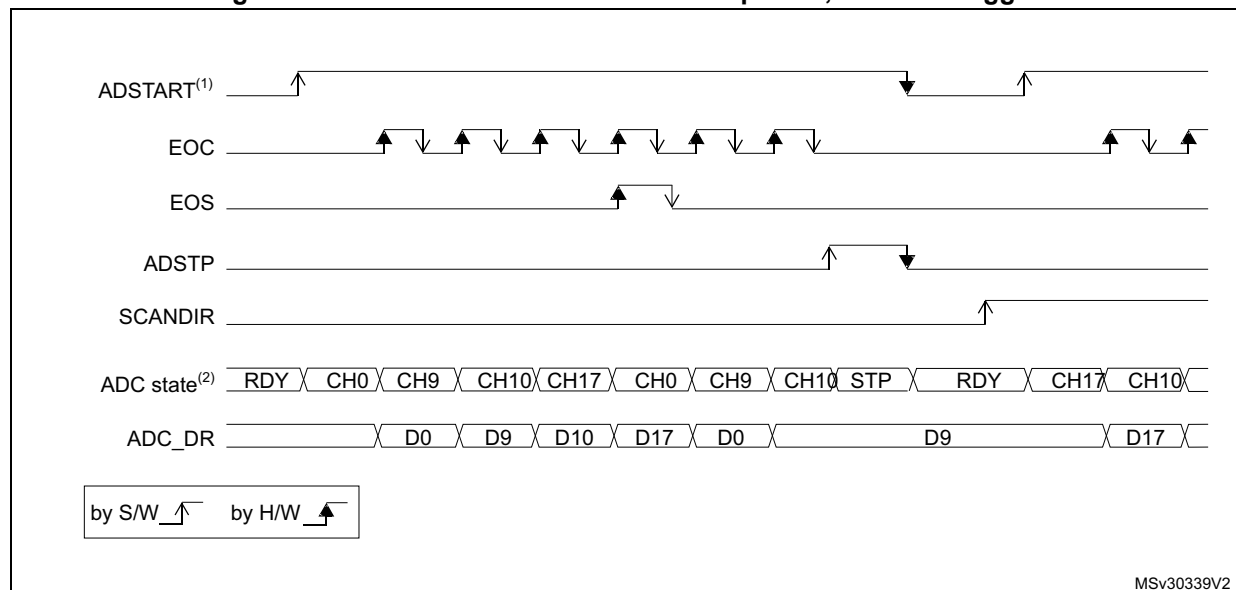 ADSTART(1)
EOC
EOS
ADSTP
SCANDIR
ADC state(2) RDY CH0 CH9 CH10 CH17 CH0 CH9 CH10 STP RDY CH17 CH10
ADC_DR D0 D9 D10 D17 D0 D9 D17
by S/W by H/W
MSv30339V2